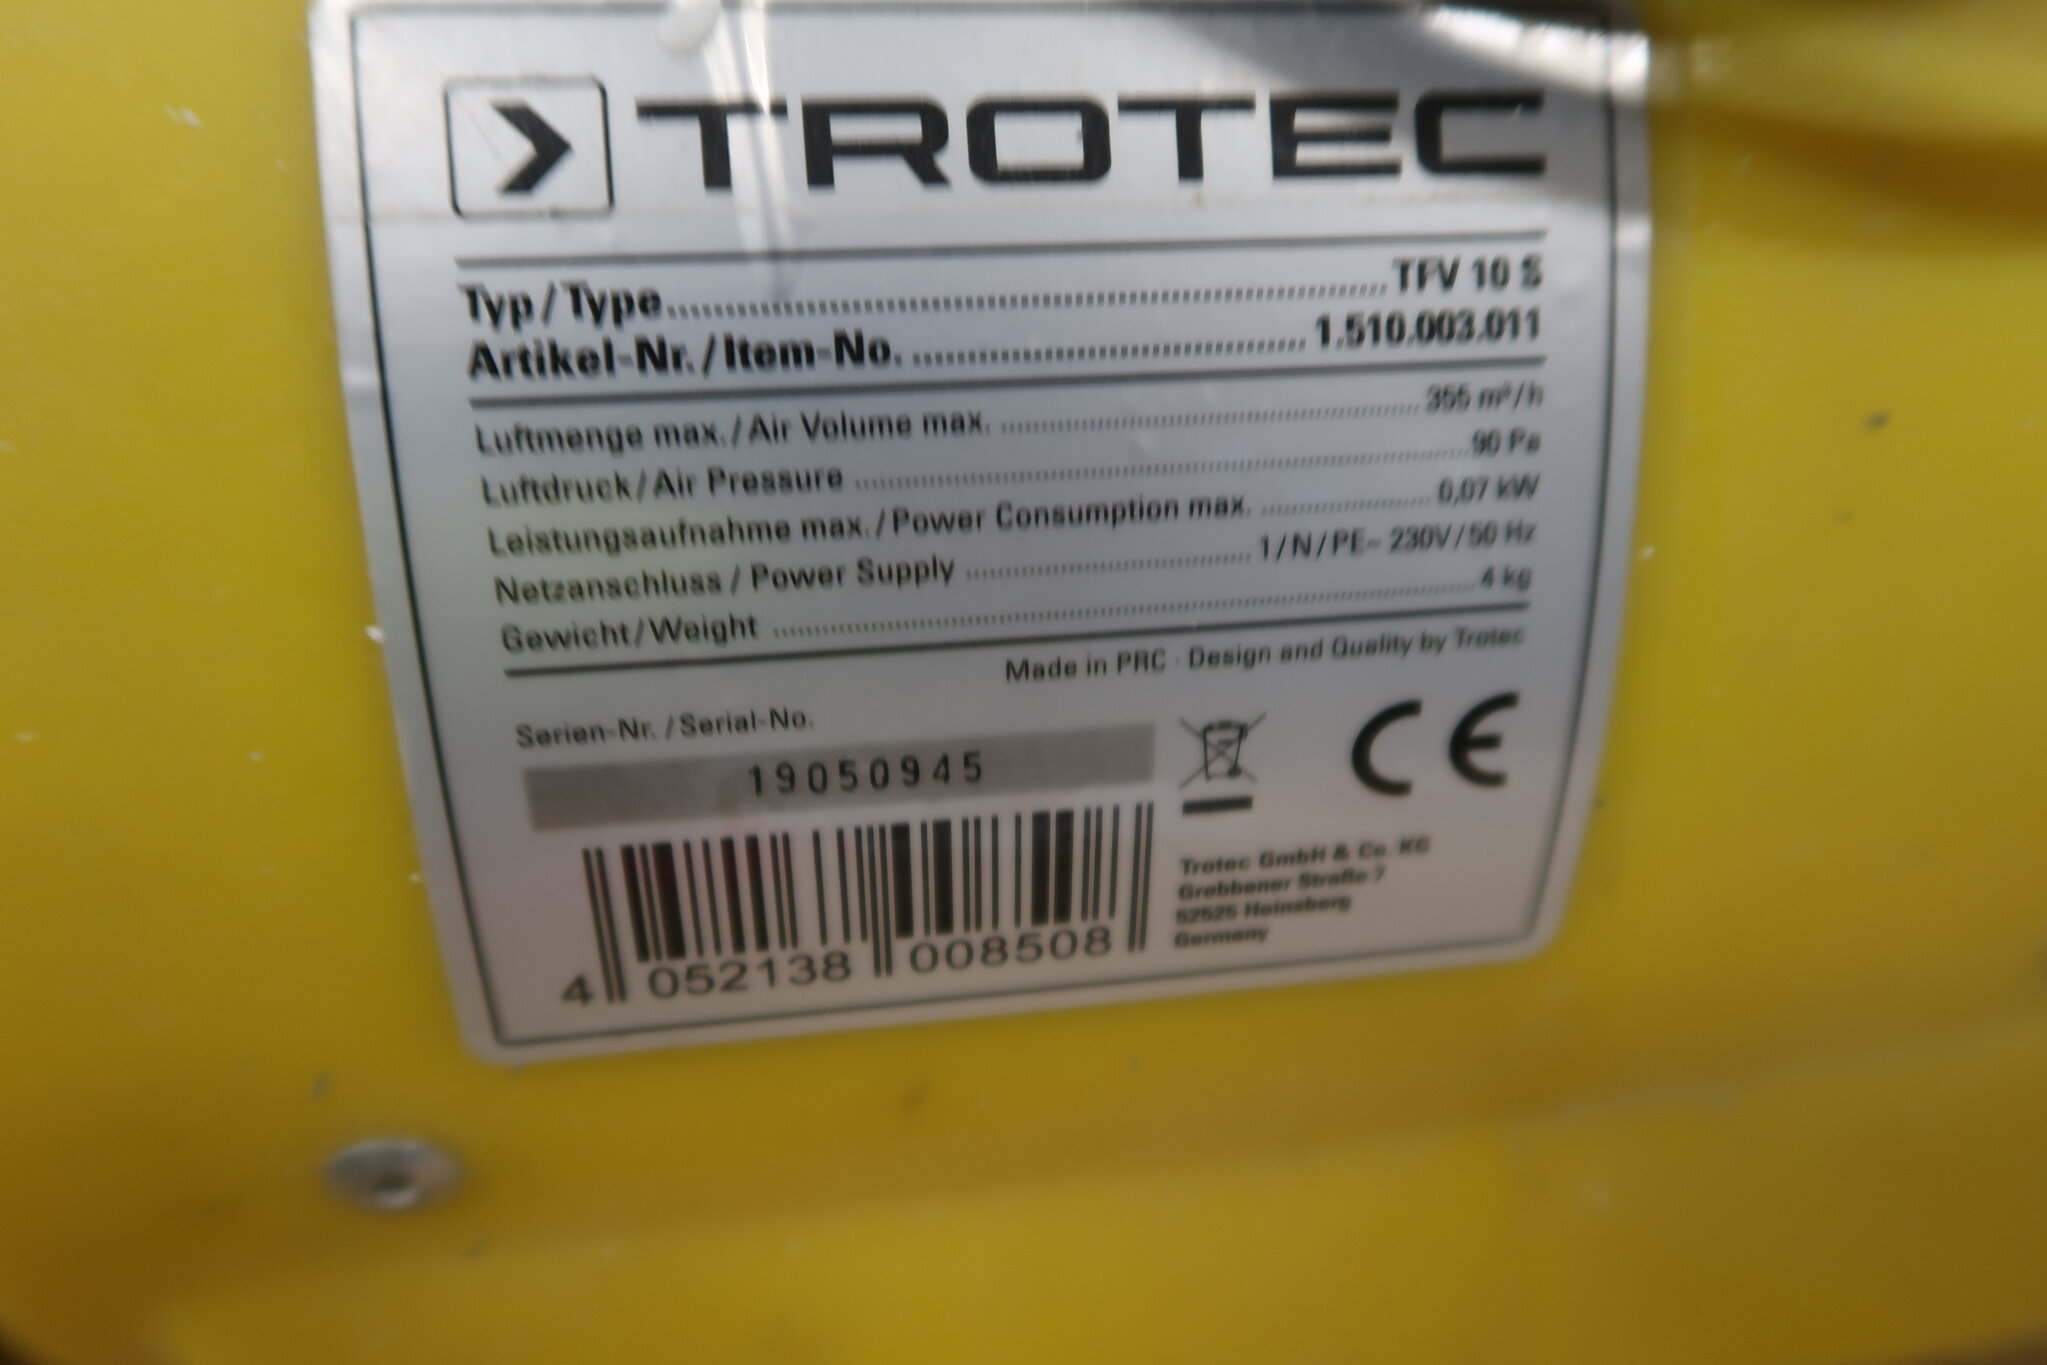 TROTEC
Typ / Type TFV 10 S
Artikel-Nr. / Item-No. 1.510.003.011
Luftmenge max. / Air Volume max. 355 m³/h
Luftdruck / Air Pressure 90 Pa
Leistungsaufnahme max. / Power Consumption max. 0,07 kW
Netzanschluss / Power Supply 1/N/PE~ 230V/50 Hz
Gewicht / Weight 4 kg
Made in PRC · Design and Quality by Trotec
Serien-Nr. / Serial-No.
19050945
CE
4 052138 008508
Trotec GmbH & Co. KG
Grebbener Straße 7
52525 Heinsberg
Germany